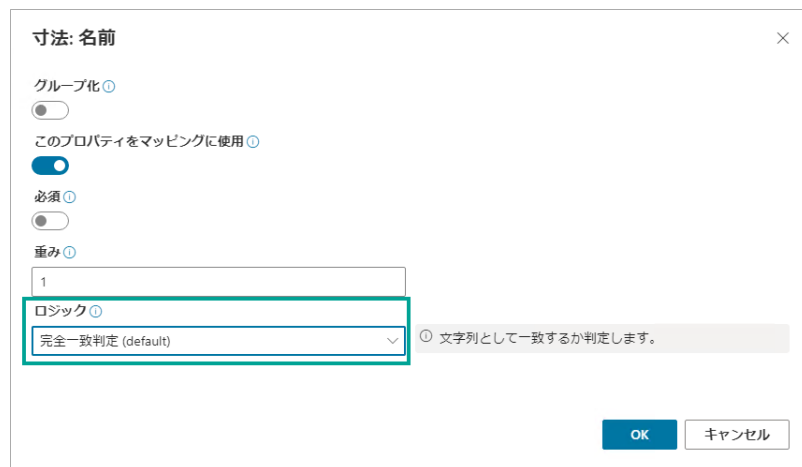 寸法: 名前
グループ化
このプロパティをマッピングに使用
必須
重み
1
ロジック
完全一致判定 (default)
文字列として一致するか判定します。
OK キャンセル